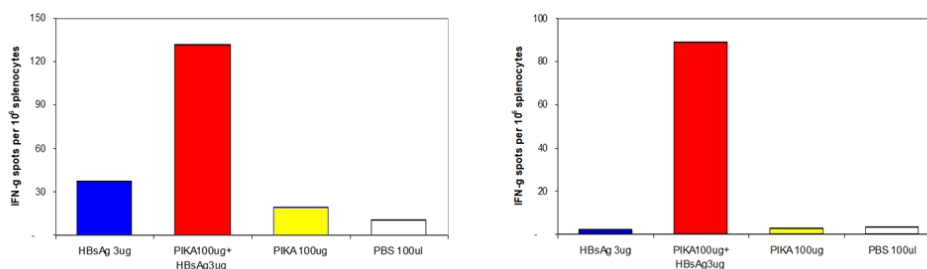 IFN-g spots per 10⁶ splenocytes
150
120
90
60
30
-
HBsAg 3ug
PIKA100ug+
HBsAg3ug
PIKA100ug
PBS 100ul
IFN-g spots per 10⁶ splenocytes
100
80
60
40
20
-
HBsAg 3ug
PIKA100ug+
HBsAg3ug
PIKA100ug
PBS 100ul